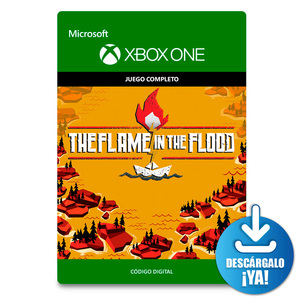 Microsoft
XBOX ONE
JUEGO COMPLETO
THE FLAME IN THE FLOOD
CÓDIGO DIGITAL
DESCÁRGALO
¡YA!